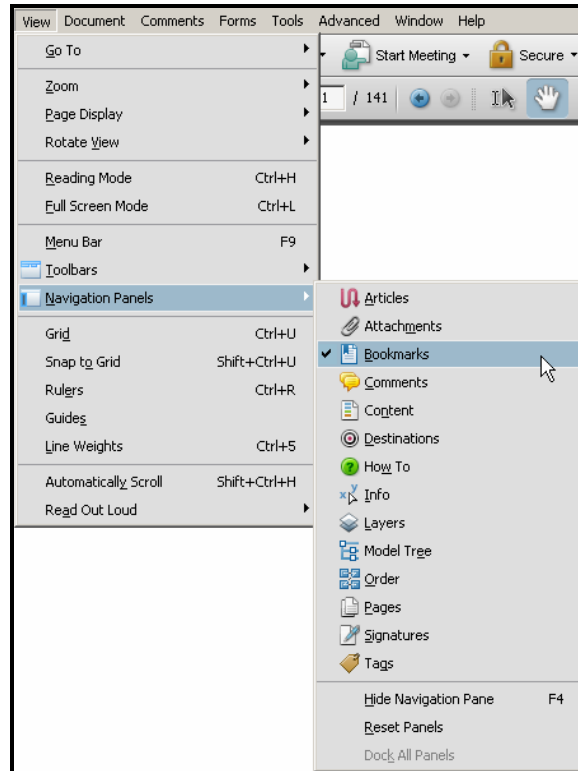 View Document Comments Forms Tools Advanced Window Help
Go To
Start Meeting Secure
Zoom
1 / 141
Page Display
Rotate View
Reading Mode Ctrl+H
Full Screen Mode Ctrl+L
Menu Bar F9
Toolbars
Navigation Panels
Articles
Attachments
Bookmarks
Comments
Content
Destinations
How To
Info
Layers
Model Tree
Order
Pages
Signatures
Tags
Hide Navigation Pane F4
Reset Panels
Dock All Panels
Grid Ctrl+U
Snap to Grid Shift+Ctrl+U
Rulers Ctrl+R
Guides
Line Weights Ctrl+5
Automatically Scroll Shift+Ctrl+H
Read Out Loud